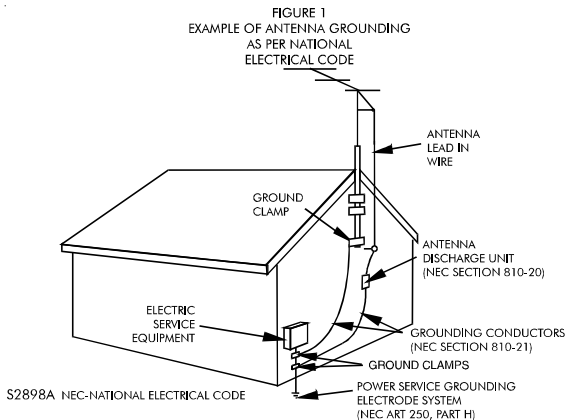 FIGURE 1
EXAMPLE OF ANTENNA GROUNDING
AS PER NATIONAL
ELECTRICAL CODE
ANTENNA
LEAD IN
WIRE
GROUND
CLAMP
ANTENNA
DISCHARGE UNIT
(NEC SECTION 810-20)
ELECTRIC
SERVICE
EQUIPMENT
GROUNDING CONDUCTORS
(NEC SECTION 810-21)
GROUND CLAMPS
POWER SERVICE GROUNDING
ELECTRODE SYSTEM
(NEC ART 250, PART H)
S2898A NEC-NATIONAL ELECTRICAL CODE